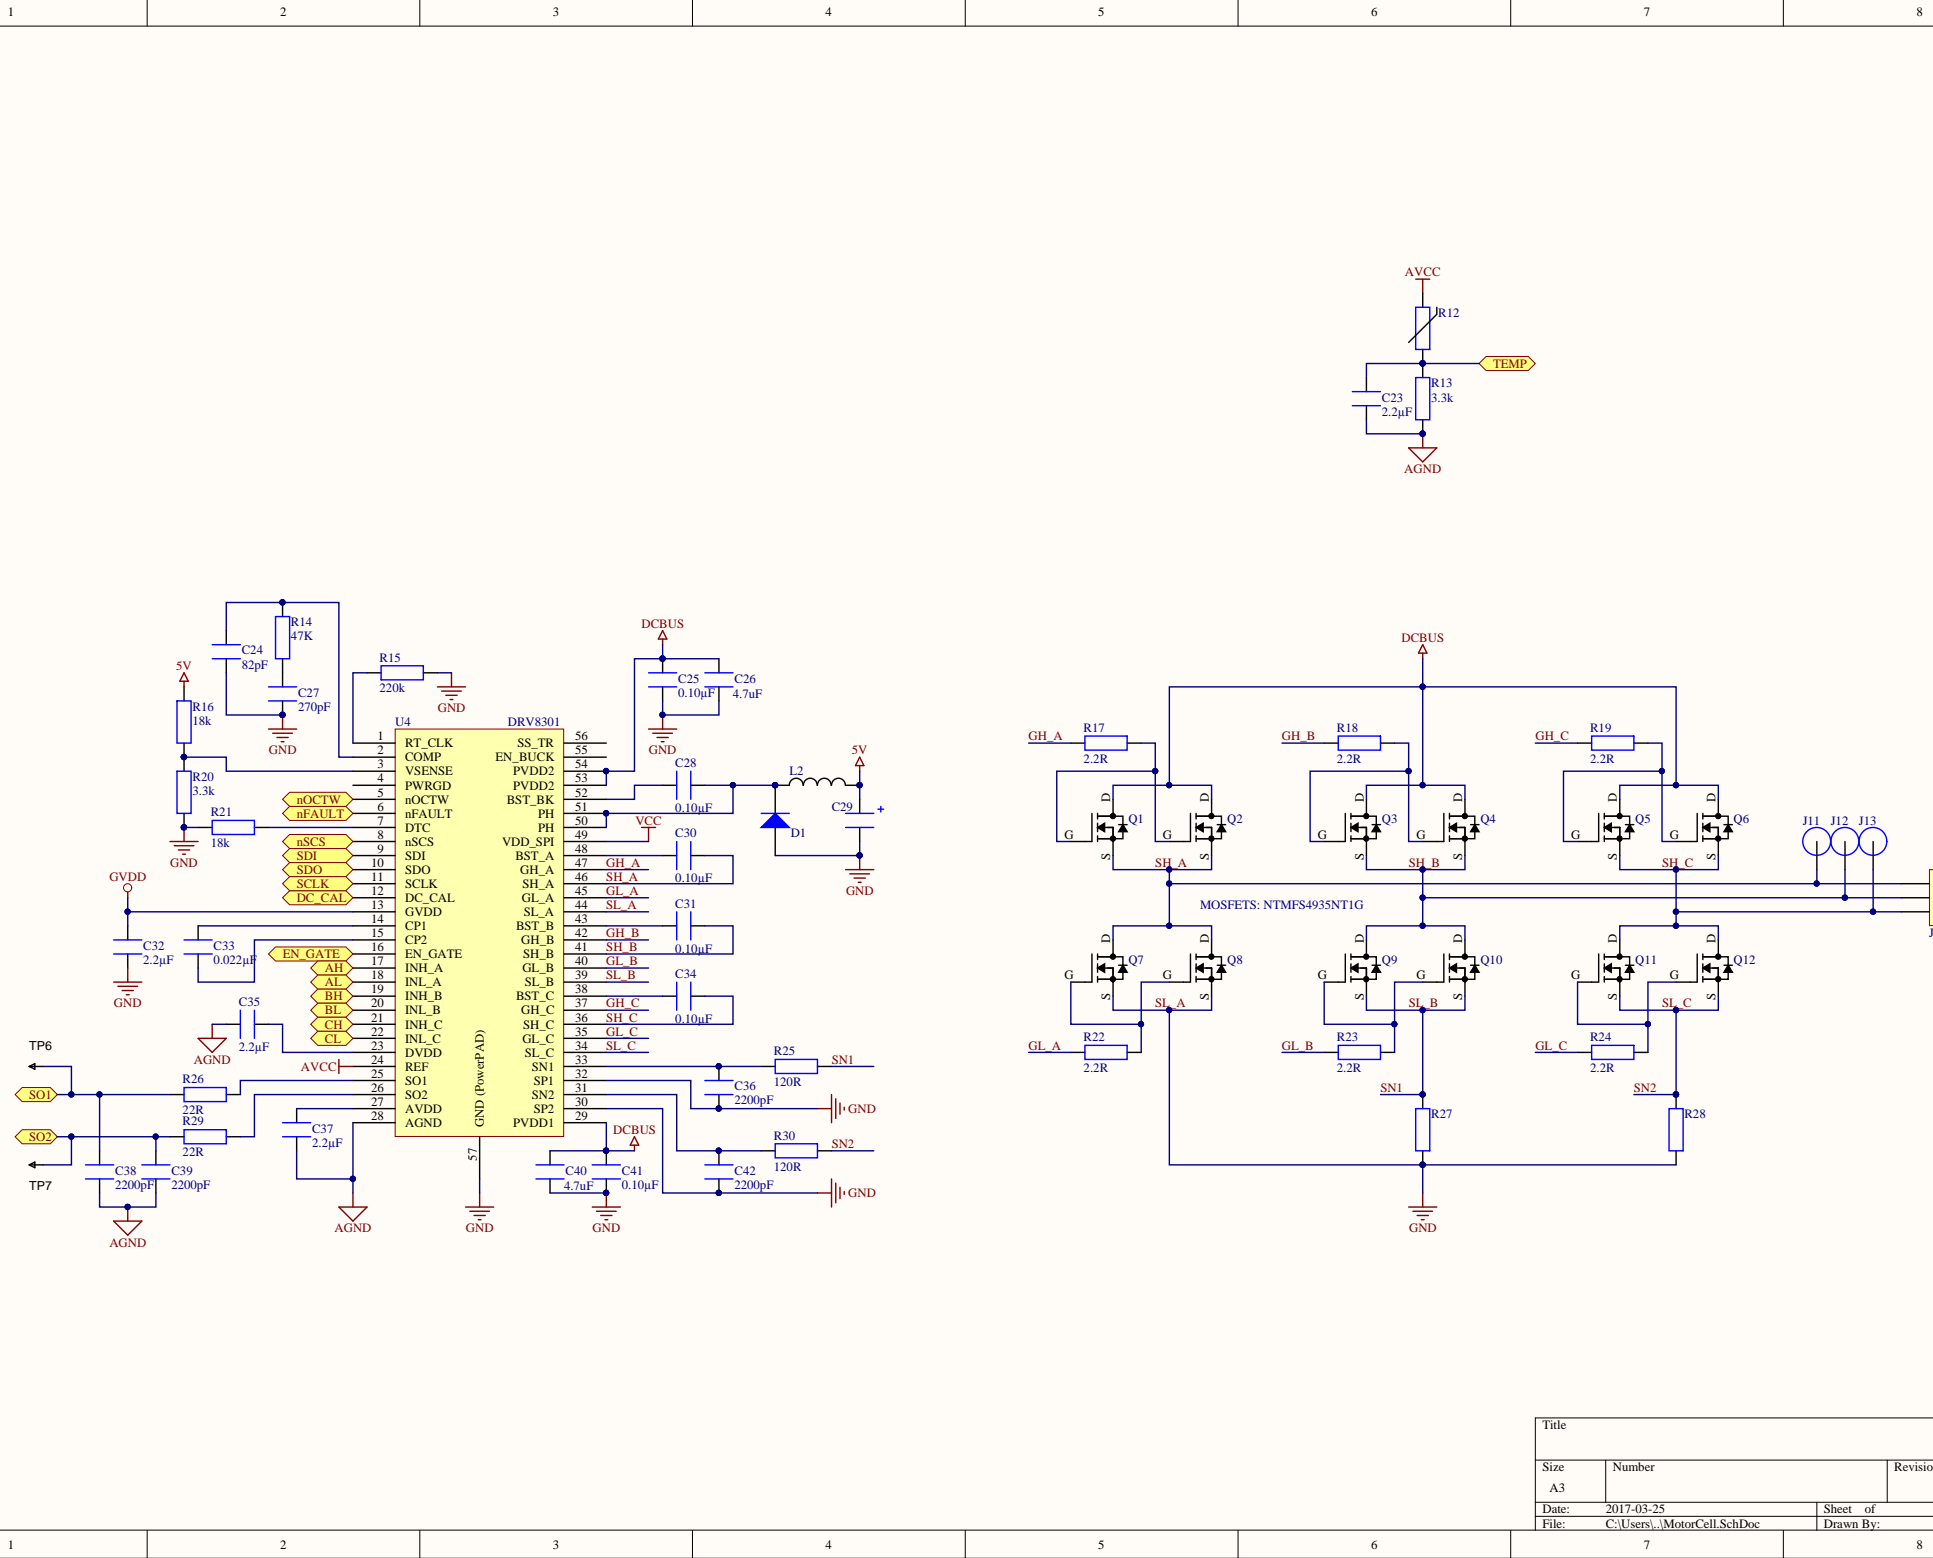 1 2 3 4 5 6 7 8
AVCC
R12
TEMP
R13
3.3k
C23
2.2µF
AGND
R14
47K
C24
82pF
C27
270pF
GND
5V
R16
18k
R20
3.3k
R21
18k
GND
R15
220k
GND
DCBUS
C25
0.10µF
C26
4.7uF
GND
U4 DRV8301
1 RT_CLK
2 COMP
3 VSENSE
4 PWRGD
nOCTW 5 nOCTW
nFAULT 6 nFAULT
7 DTC
nSCS 8 nSCS
SDI 9 SDI
SDO 10 SDO
SCLK 11 SCLK
DC_CAL 12 DC_CAL
13 GVDD
14 CP1
15 CP2
EN_GATE 16 EN_GATE
AH 17 INH_A
AL 18 INL_A
BH 19 INH_B
BL 20 INL_B
CH 21 INH_C
CL 22 INL_C
23 DVDD
AVCC 24 REF
25 SO1
26 SO2
27 AVDD
28 AGND
GND (PowerPAD)
57
GND
SS_TR 56
EN_BUCK 55
PVDD2 54
PVDD2 53
BST_BK 52
PH 51
PH 50
VDD_SPI 49 VCC
BST_A 48
GH_A 47 GH_A
SH_A 46 SH_A
GL_A 45 GL_A
SL_A 44 SL_A
BST_B 43
GH_B 42 GH_B
SH_B 41 SH_B
GL_B 40 GL_B
SL_B 39 SL_B
BST_C 38
GH_C 37 GH_C
SH_C 36 SH_C
GL_C 35 GL_C
SL_C 34 SL_C
SN1 33
SP1 32
SN2 31
SP2 30
PVDD1 29
C28
0.10µF
L2
5V
C29
+
D1
GND
C30
0.10µF
C31
0.10µF
C34
0.10µF
R25
120R
SN1
C36
2200pF
GND
R30
120R
SN2
C42
2200pF
GND
DCBUS
C40
4.7uF
C41
0.10µF
GND
GVDD
C32
2.2µF
GND
C33
0.022µF
C35
2.2µF
AGND
TP6
SO1
R26
22R
SO2
R29
22R
TP7
C38
2200pF
C39
2200pF
AGND
C37
2.2µF
AGND
DCBUS
GH_A R17
2.2R
GH_B R18
2.2R
GH_C R19
2.2R
G D S Q1
G D S Q2
G D S Q3
G D S Q4
G D S Q5
G D S Q6
SH_A SH_B SH_C
J11 J12 J13
MOSFETS: NTMFS4935NT1G
J
G D S Q7
G D S Q8
G D S Q9
G D S Q10
G D S Q11
G D S Q12
SL_A SL_B SL_C
GL_A R22
2.2R
GL_B R23
2.2R
GL_C R24
2.2R
SN1
R27
SN2
R28
GND
Title
Size Number Revisio
A3
Date: 2017-03-25 Sheet of
File: C:\Users\..\MotorCell.SchDoc Drawn By:
1 2 3 4 5 6 7 8